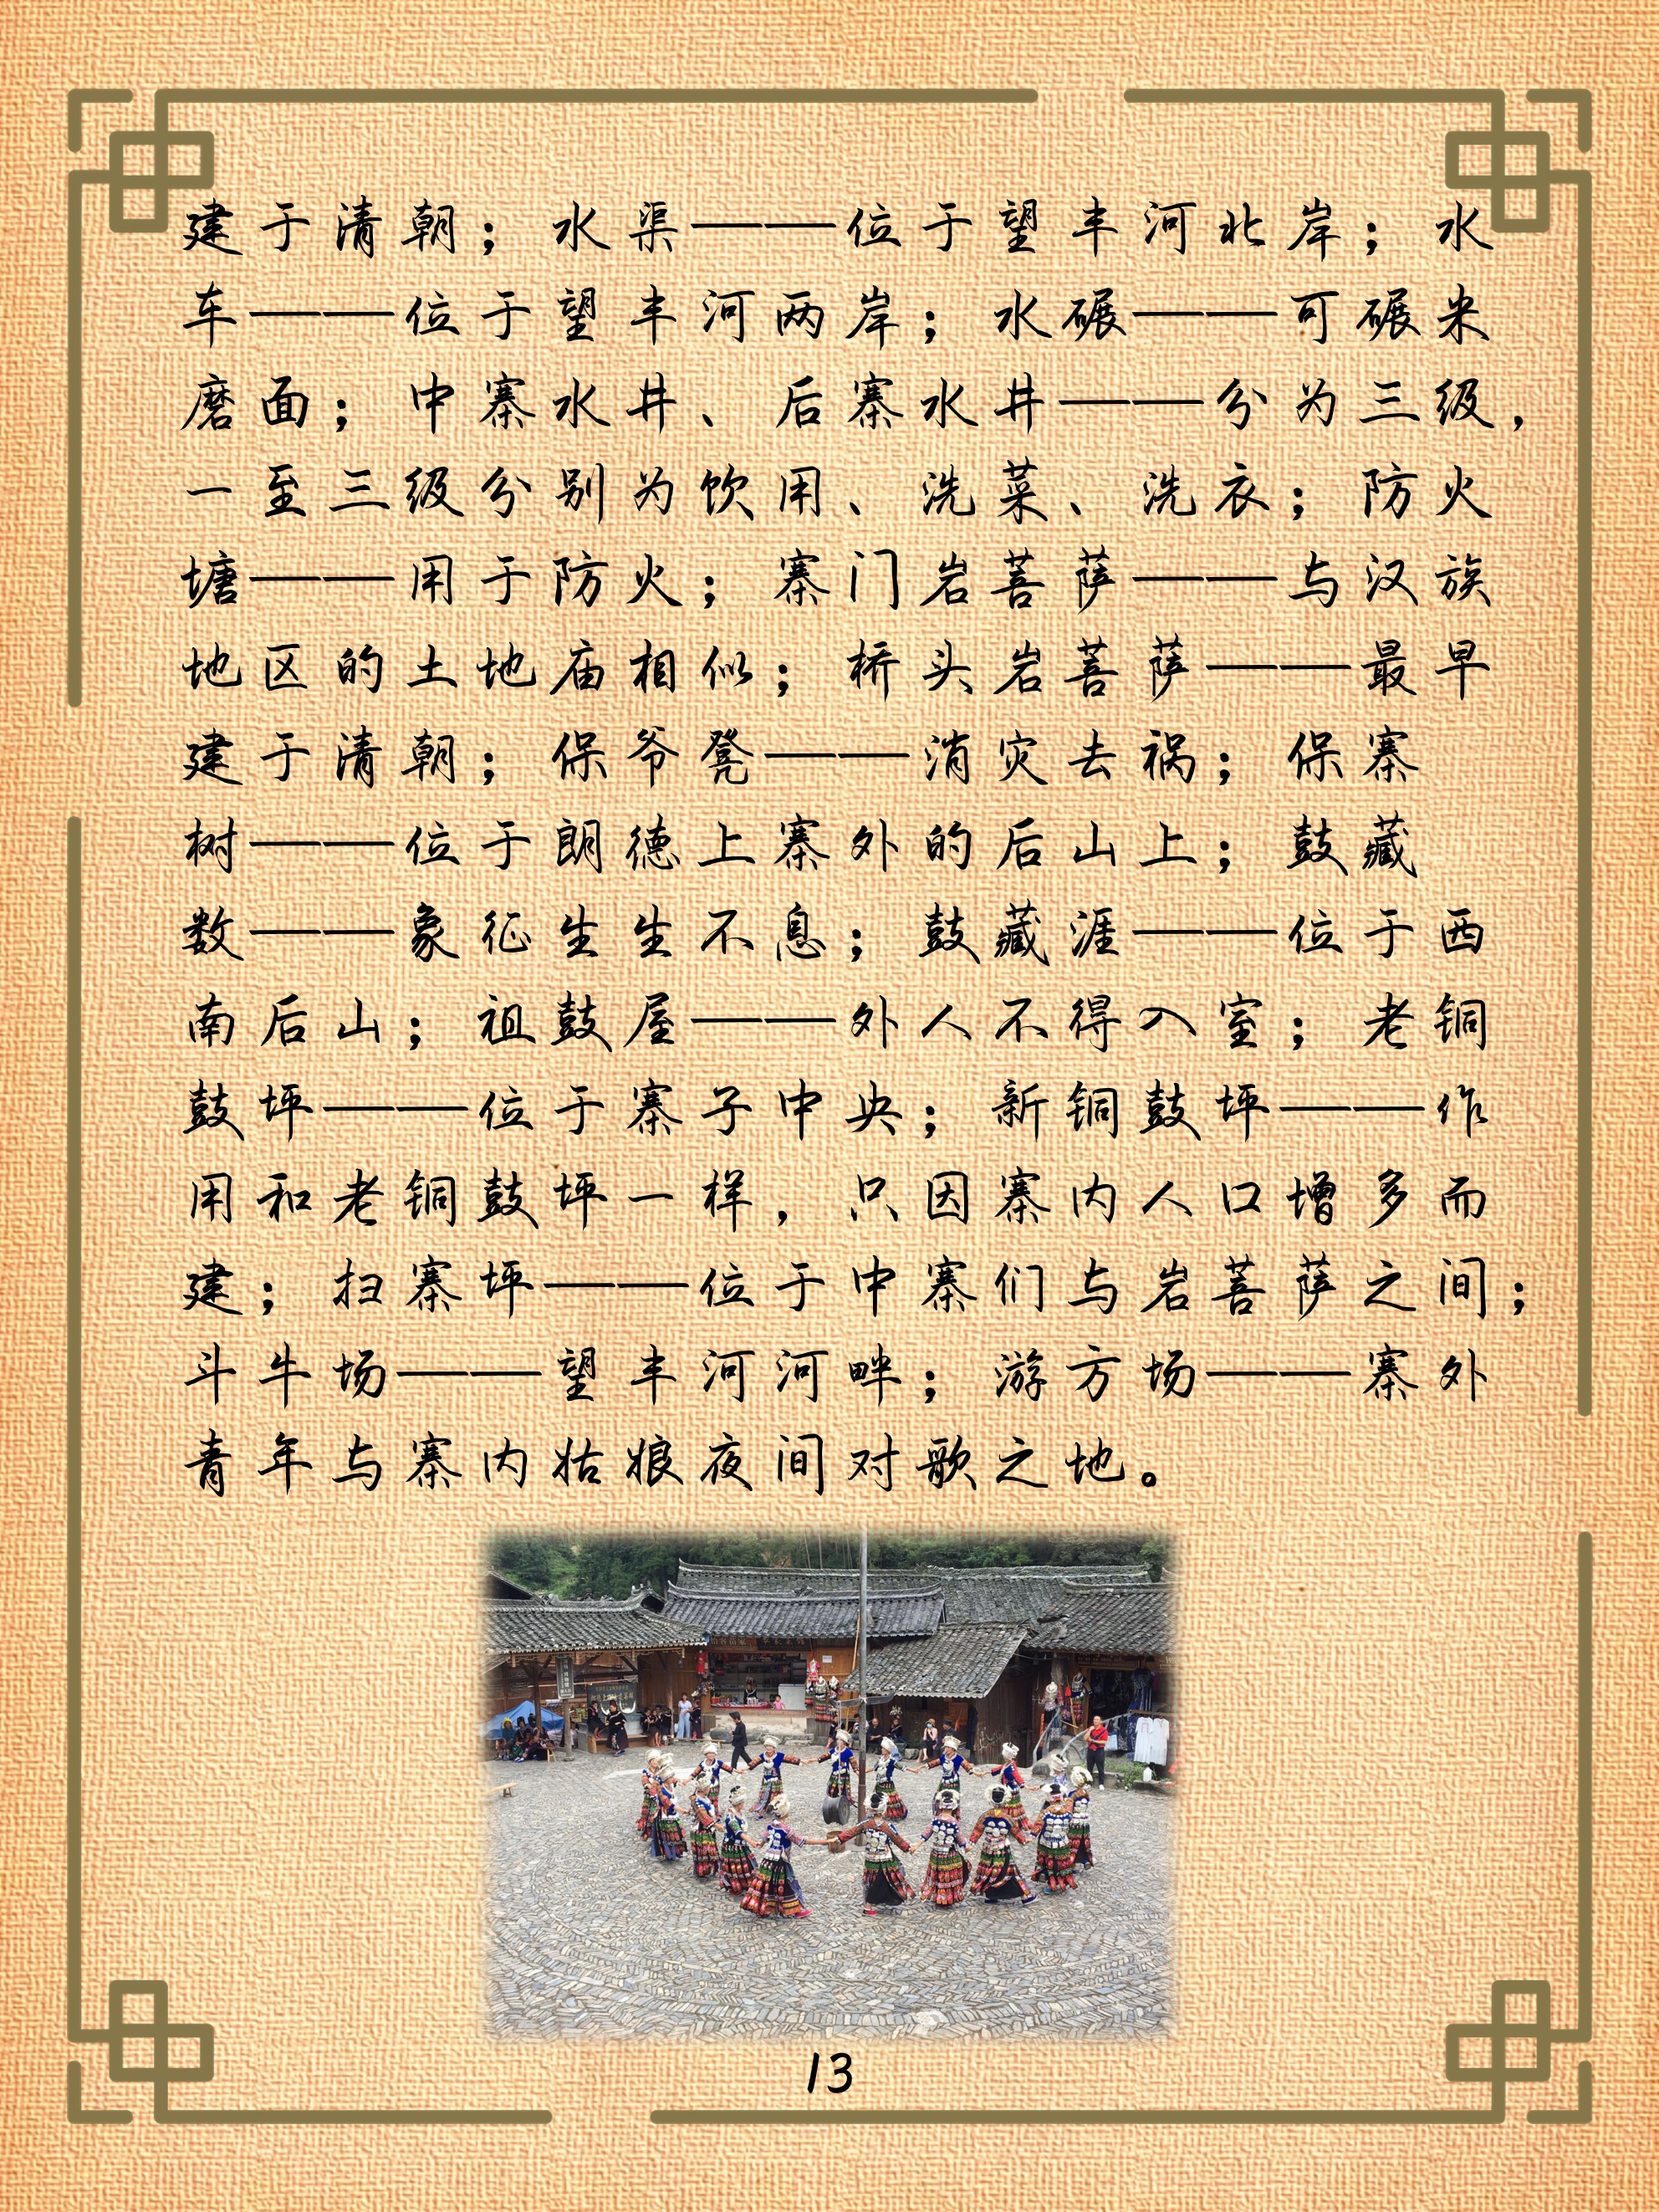 建于清朝；水渠——位于望丰河北岸；水
车——位于望丰河两岸；水碾——可碾米
磨面；中寨水井、后寨水井——分为三级，
一至三级分别为饮用、洗菜、洗衣；防火
塘——用于防火；寨门岩菩萨——与汉族
地区的土地庙相似；桥头岩菩萨——最早
建于清朝；保爷凳——消灾去祸；保寨
树——位于朗德上寨外的后山上；鼓藏
数——象征生生不息；鼓藏涯——位于西
南后山；祖鼓屋——外人不得入室；老铜
鼓坪——位于寨子中央；新铜鼓坪——作
用和老铜鼓坪一样，只因寨内人口增多而
建；扫寨坪——位于中寨们与岩菩萨之间；
斗牛场——望丰河河畔；游方场——寨外
青年与寨内姑娘夜间对歌之地。
13